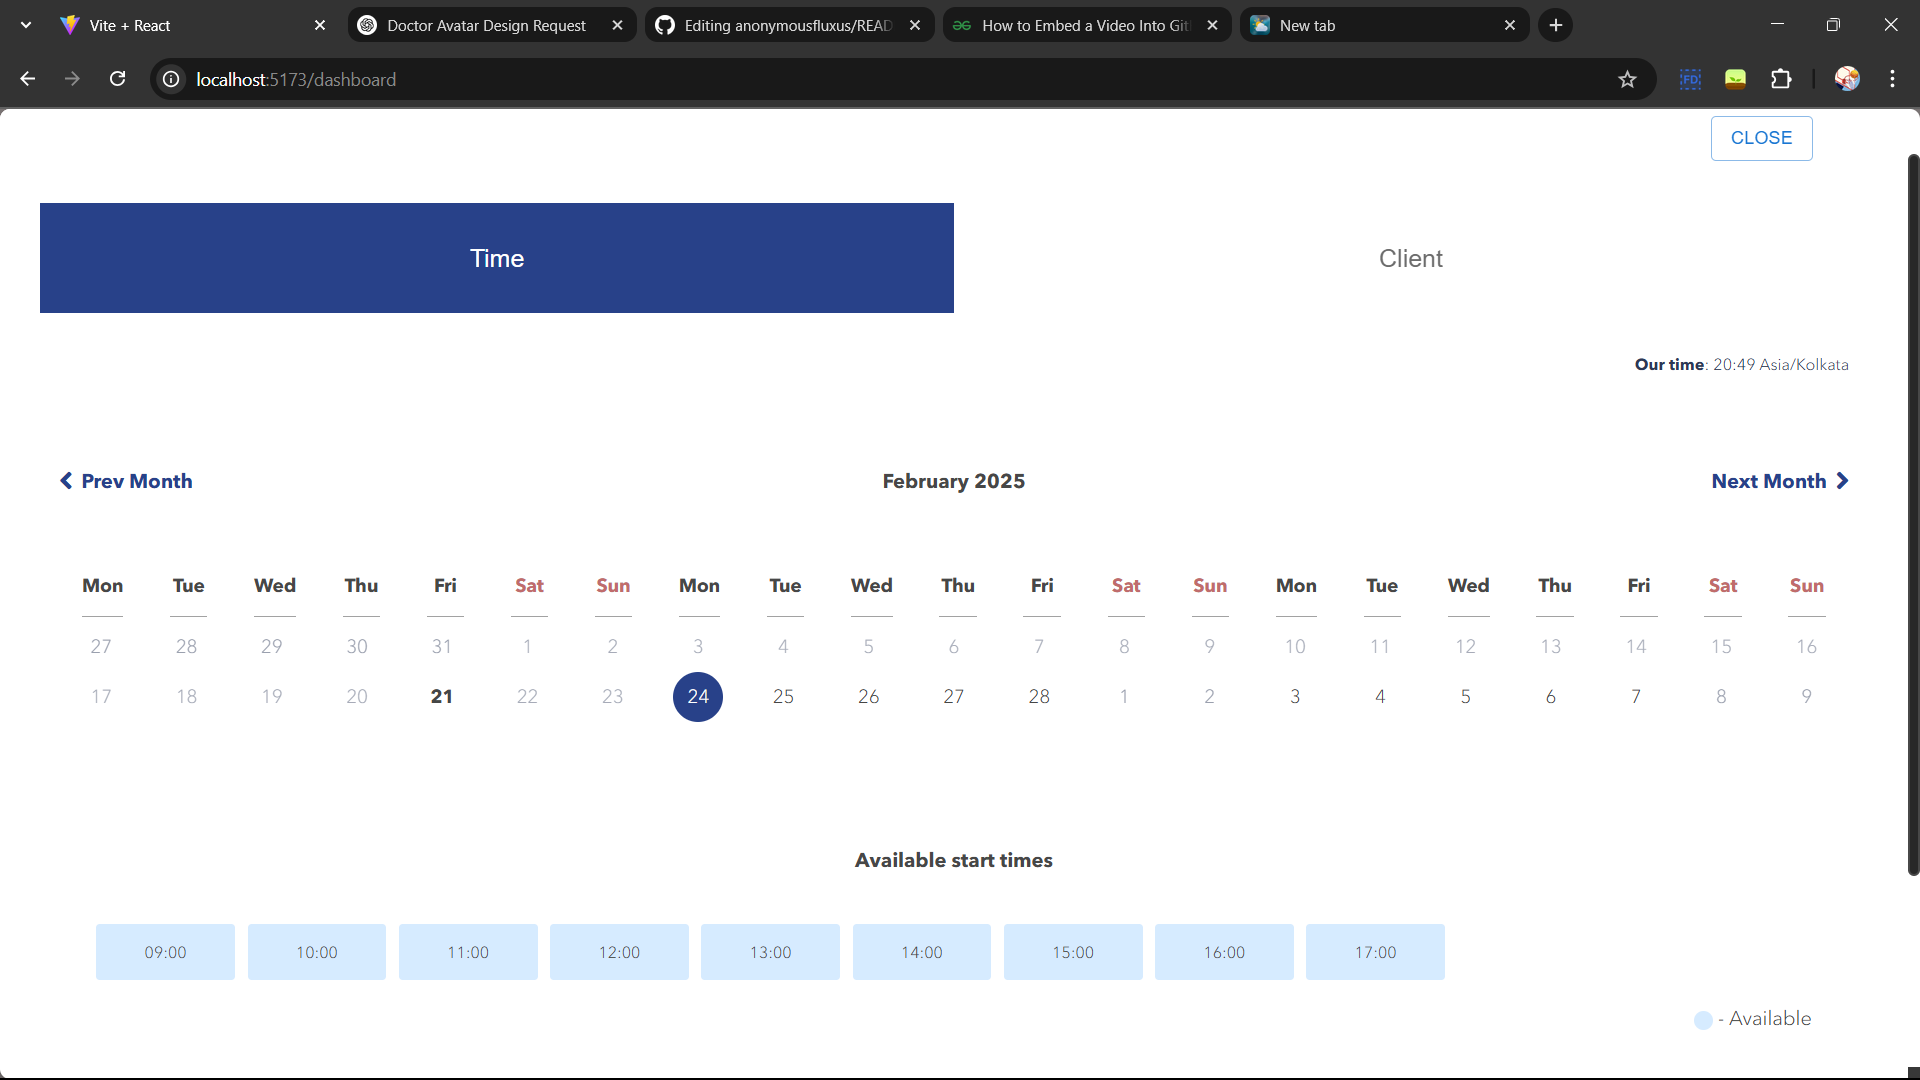 Vite + React
Doctor Avatar Design Request
Editing anonymousfluxus/READ
How to Embed a Video Into Git
New tab
localhost:5173/dashboard
FD
CLOSE
Time
Client
Our time: 20:49 Asia/Kolkata
Prev Month
February 2025
Next Month
Mon Tue Wed Thu Fri Sat Sun Mon Tue Wed Thu Fri Sat Sun Mon Tue Wed Thu Fri Sat Sun
27 28 29 30 31 1 2 3 4 5 6 7 8 9 10 11 12 13 14 15 16
17 18 19 20 21 22 23 24 25 26 27 28 1 2 3 4 5 6 7 8 9
Available start times
09:00 10:00 11:00 12:00 13:00 14:00 15:00 16:00 17:00
- Available